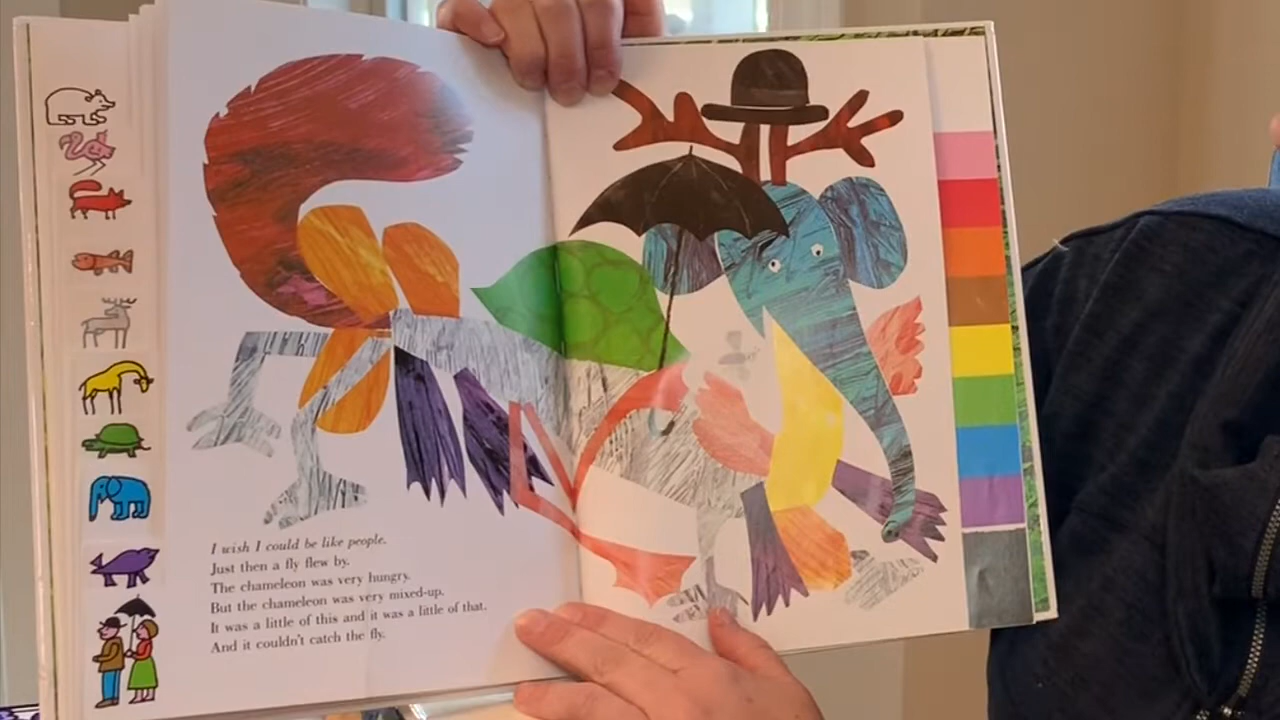 I wish I could be like people.
Just then a fly flew by.
The chameleon was very hungry.
But the chameleon was very mixed-up.
It was a little of this and it was a little of that.
And it couldn't catch the fly.